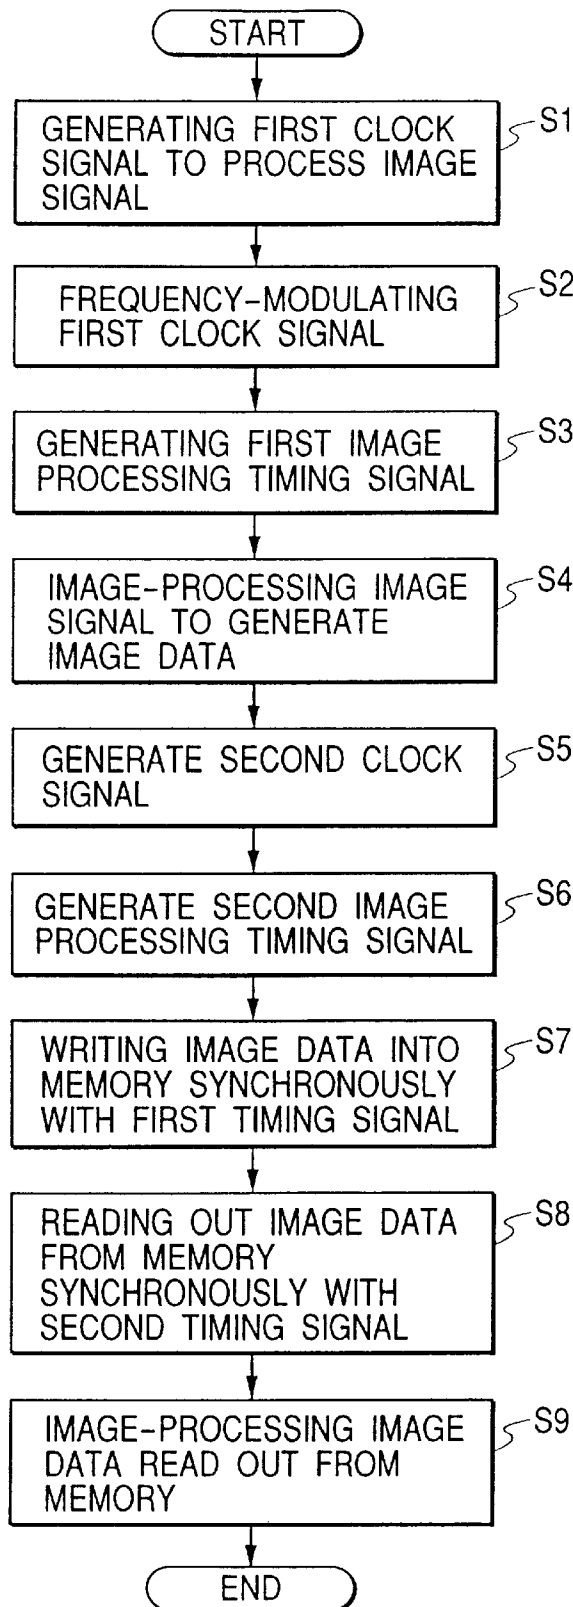 START
GENERATING FIRST CLOCK
SIGNAL TO PROCESS IMAGE
SIGNAL
S1
FREQUENCY-MODULATING
FIRST CLOCK SIGNAL
S2
GENERATING FIRST IMAGE
PROCESSING TIMING SIGNAL
S3
IMAGE-PROCESSING IMAGE
SIGNAL TO GENERATE
IMAGE DATA
S4
GENERATE SECOND CLOCK
SIGNAL
S5
GENERATE SECOND IMAGE
PROCESSING TIMING SIGNAL
S6
WRITING IMAGE DATA INTO
MEMORY SYNCHRONOUSLY
WITH FIRST TIMING SIGNAL
S7
READING OUT IMAGE DATA
FROM MEMORY
SYNCHRONOUSLY WITH
SECOND TIMING SIGNAL
S8
IMAGE-PROCESSING IMAGE
DATA READ OUT FROM
MEMORY
S9
END